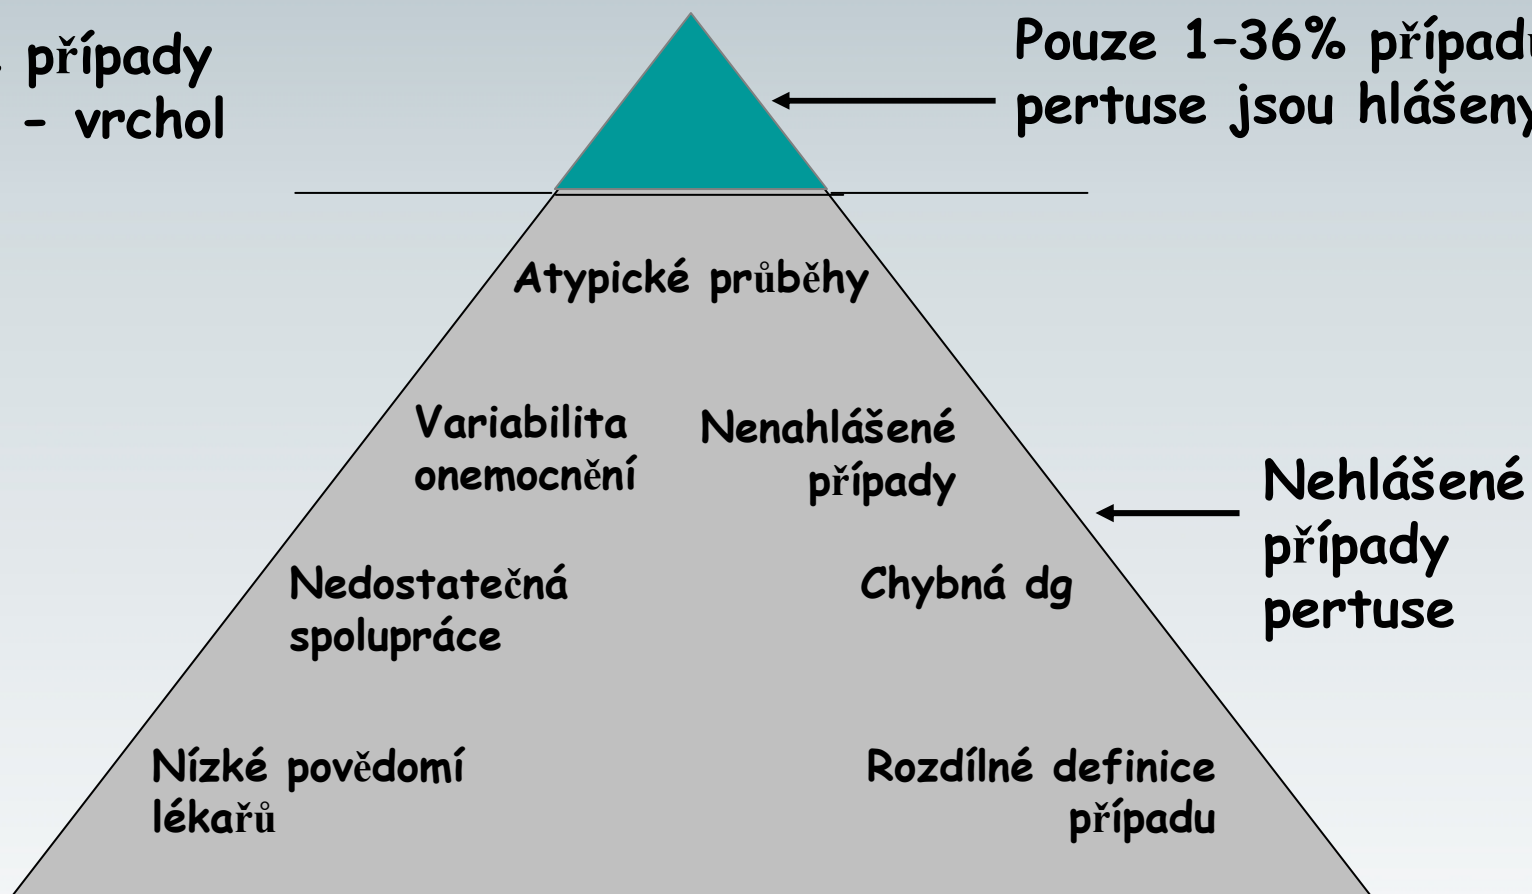 případy
- vrchol
Pouze 1-36% případů
pertuse jsou hlášeny
Atypické průběhy
Variabilita
onemocnění
Nenahlášené
případy
Nehlášené
případy
pertuse
Nedostatečná
spolupráce
Chybná dg
Nízké povědomí
lékařů
Rozdílné definice
případu